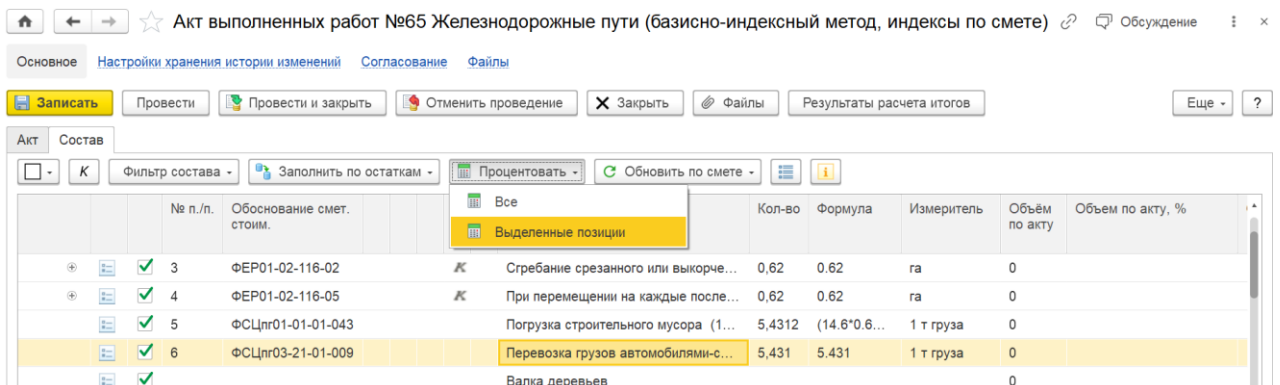 Акт выполненных работ №65 Железнодорожные пути (базисно-индексный метод, индексы по смете) Обсуждение
Основное Настройки хранения истории изменений Согласование Файлы
Записать Провести Провести и закрыть Отменить проведение Закрыть Файлы Результаты расчета итогов Еще ?
Акт Состав
К Фильтр состава Заполнить по остаткам Процентовать Обновить по смете
Все
Выделенные позиции
№ п./п. Обоснование смет. стоим. Кол-во Формула Измеритель Объём по акту Объем по акту, %
3 ФЕР01-02-116-02 К Сгребание срезанного или выкорче... 0,62 0.62 га 0
4 ФЕР01-02-116-05 К При перемещении на каждые после... 0,62 0.62 га 0
5 ФСЦпг01-01-01-043 Погрузка строительного мусора (1... 5,4312 (14.6*0.6... 1 т груза 0
6 ФСЦпг03-21-01-009 Перевозка грузов автомобилями-с... 5,431 5.431 1 т груза 0
Валка деревьев 0